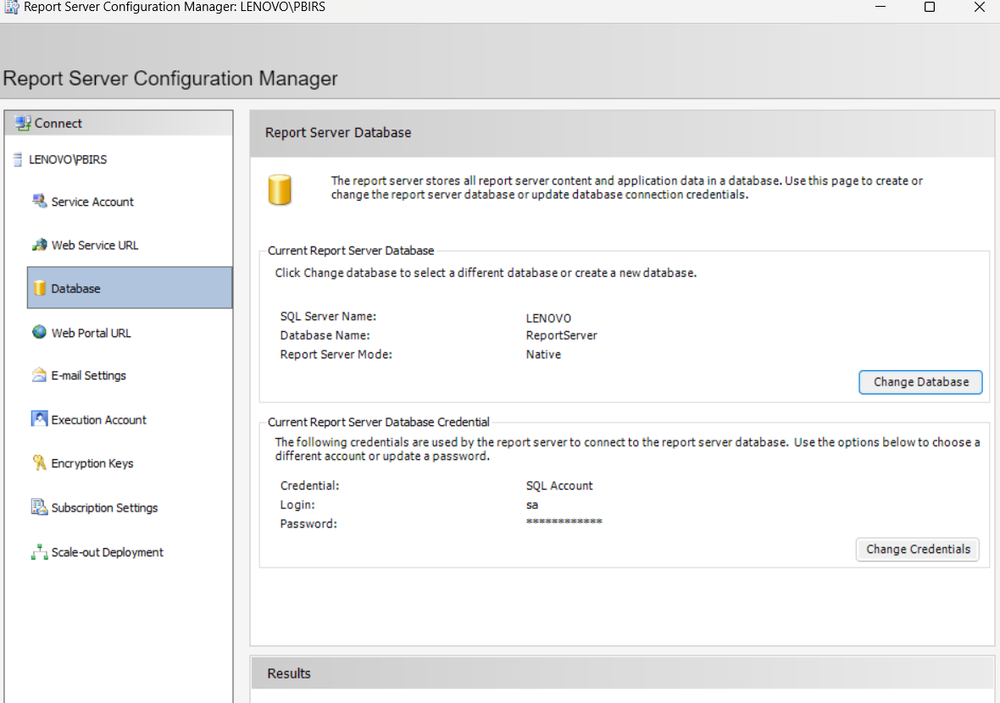 Report Server Configuration Manager: LENOVO\PBIRS
Report Server Configuration Manager
Connect
LENOVO\PBIRS
Service Account
Web Service URL
Database
Web Portal URL
E-mail Settings
Execution Account
Encryption Keys
Subscription Settings
Scale-out Deployment
Report Server Database
The report server stores all report server content and application data in a database. Use this page to create or
change the report server database or update database connection credentials.
Current Report Server Database
Click Change database to select a different database or create a new database.
SQL Server Name: LENOVO
Database Name: ReportServer
Report Server Mode: Native
Change Database
Current Report Server Database Credential
The following credentials are used by the report server to connect to the report server database.  Use the options below to choose a
different account or update a password.
Credential: SQL Account
Login: sa
Password: ************
Change Credentials
Results